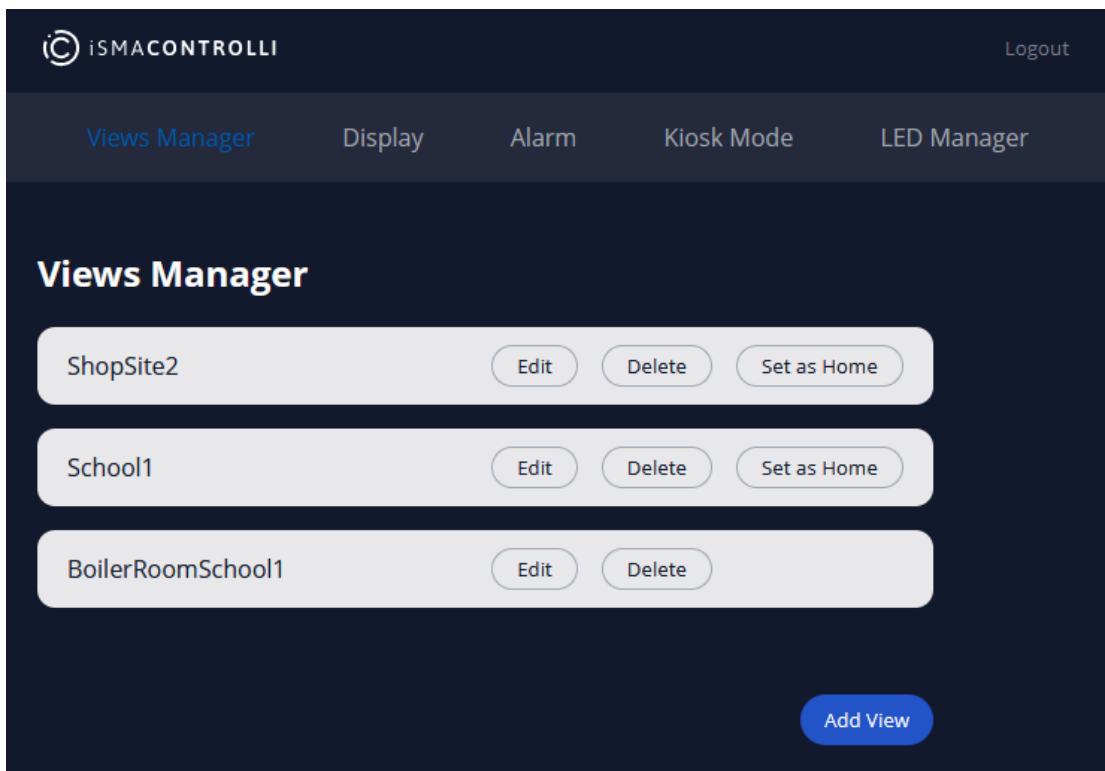 iSMACONTROLLI Logout
Views Manager Display Alarm Kiosk Mode LED Manager
Views Manager
ShopSite2 Edit Delete Set as Home
School1 Edit Delete Set as Home
BoilerRoomSchool1 Edit Delete
Add View